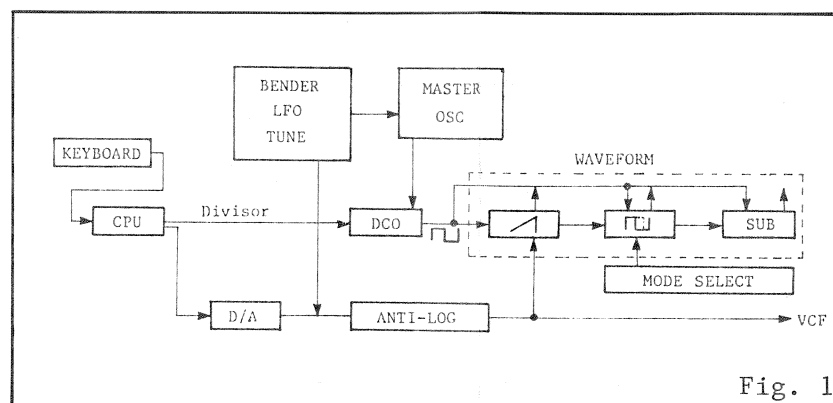 BENDER
LFO
TUNE
MASTER
OSC
KEYBOARD
WAVEFORM
CPU
Divisor
DCO
SUB
MODE SELECT
D/A
ANTI-LOG
VCF
Fig. 1